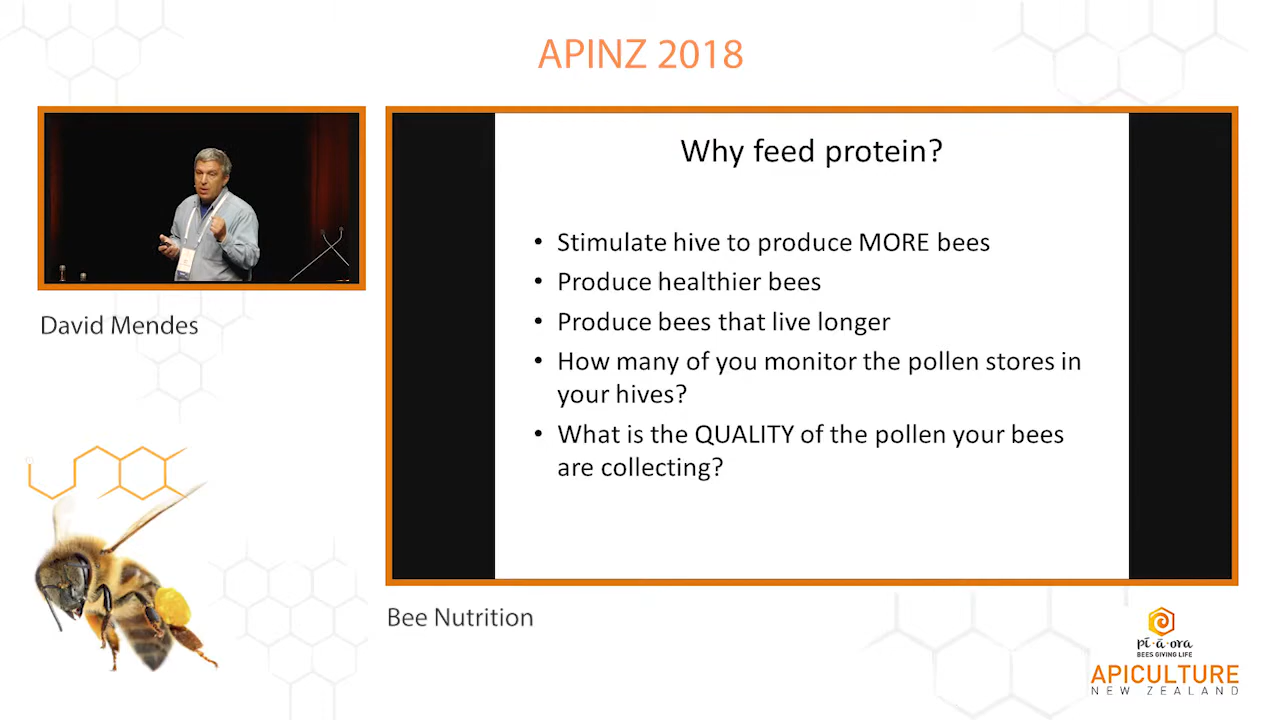 APINZ 2018
David Mendes
Why feed protein?
• Stimulate hive to produce MORE bees
• Produce healthier bees
• Produce bees that live longer
• How many of you monitor the pollen stores in
your hives?
• What is the QUALITY of the pollen your bees
are collecting?
Bee Nutrition
pī-ā-ora
BEES GIVING LIFE
APICULTURE
NEW ZEALAND